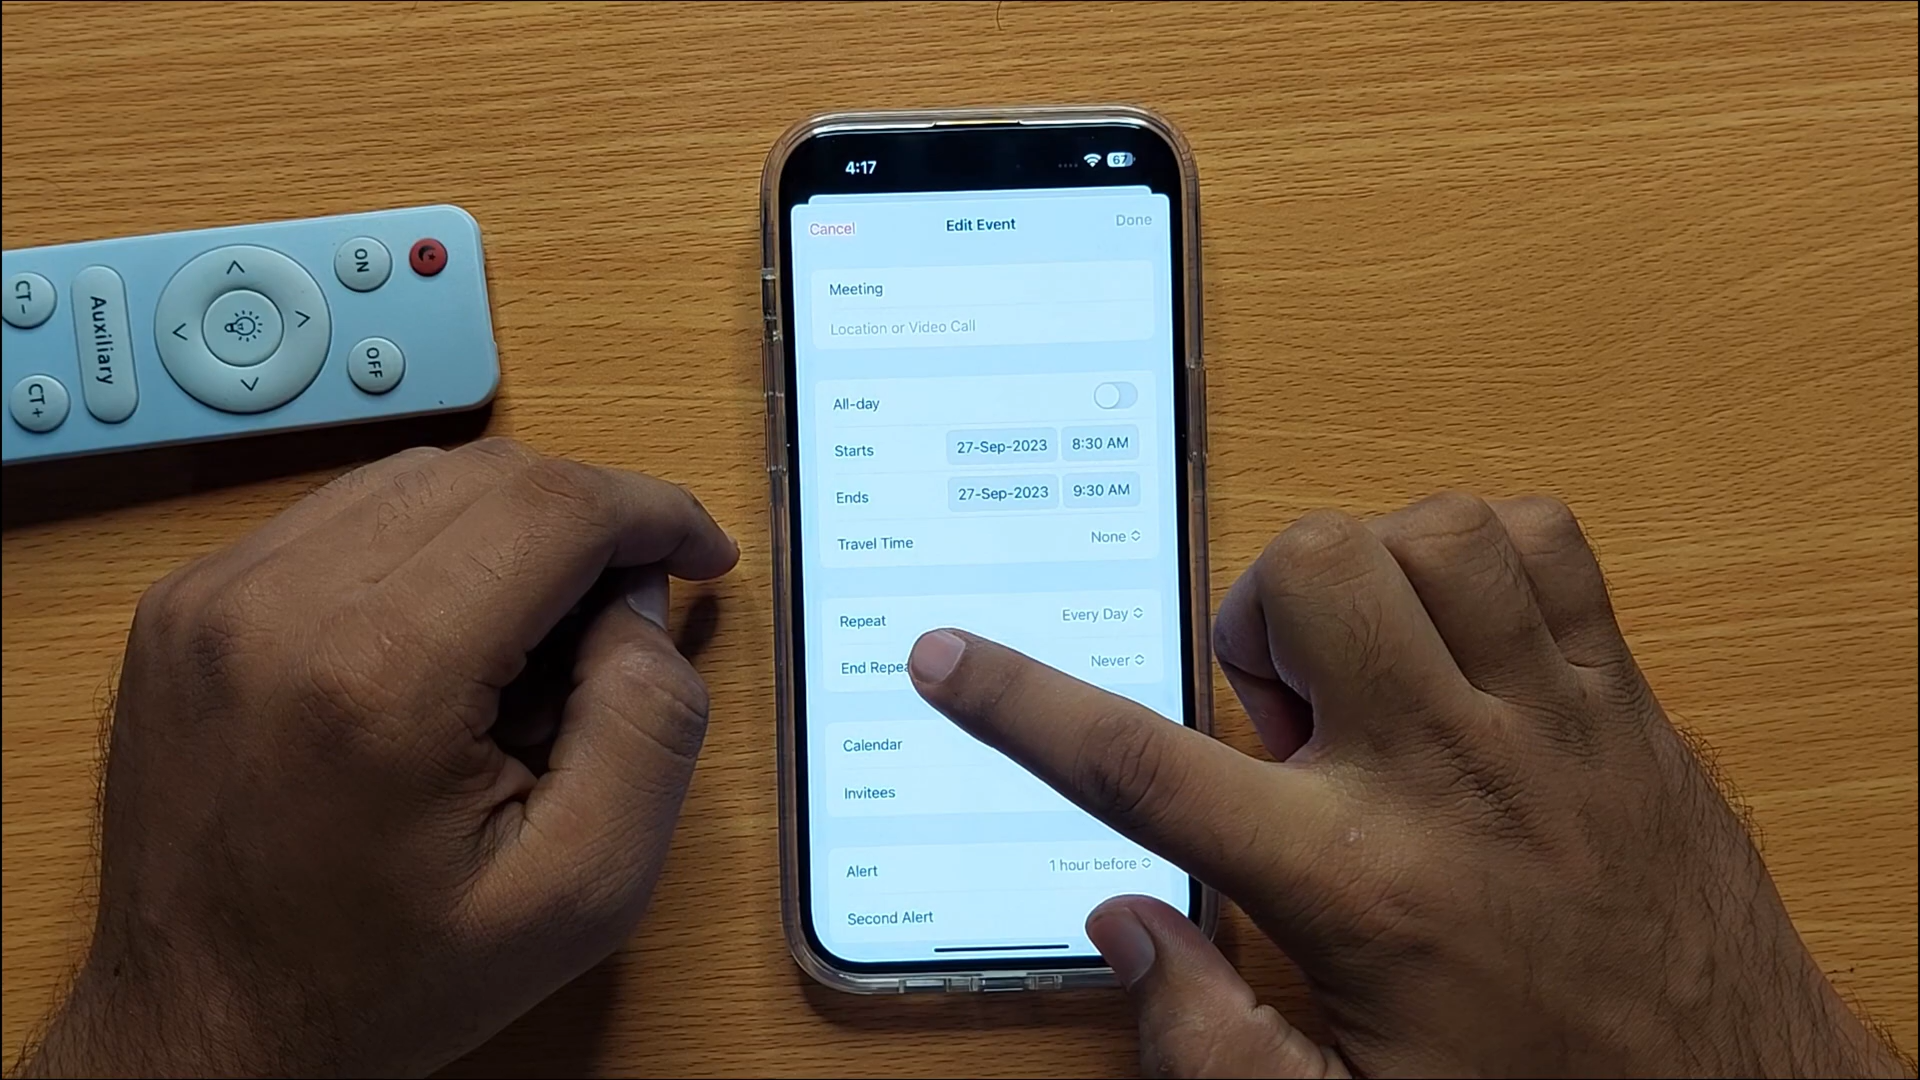 4:17
67
Cancel Edit Event Done
Meeting
Location or Video Call
All-day
Starts 27-Sep-2023 8:30 AM
Ends 27-Sep-2023 9:30 AM
Travel Time None
Repeat Every Day
End Repea Never
Calendar
Invitees
Alert 1 hour before
Second Alert
ON
OFF
Auxiliary
CT-
CT+